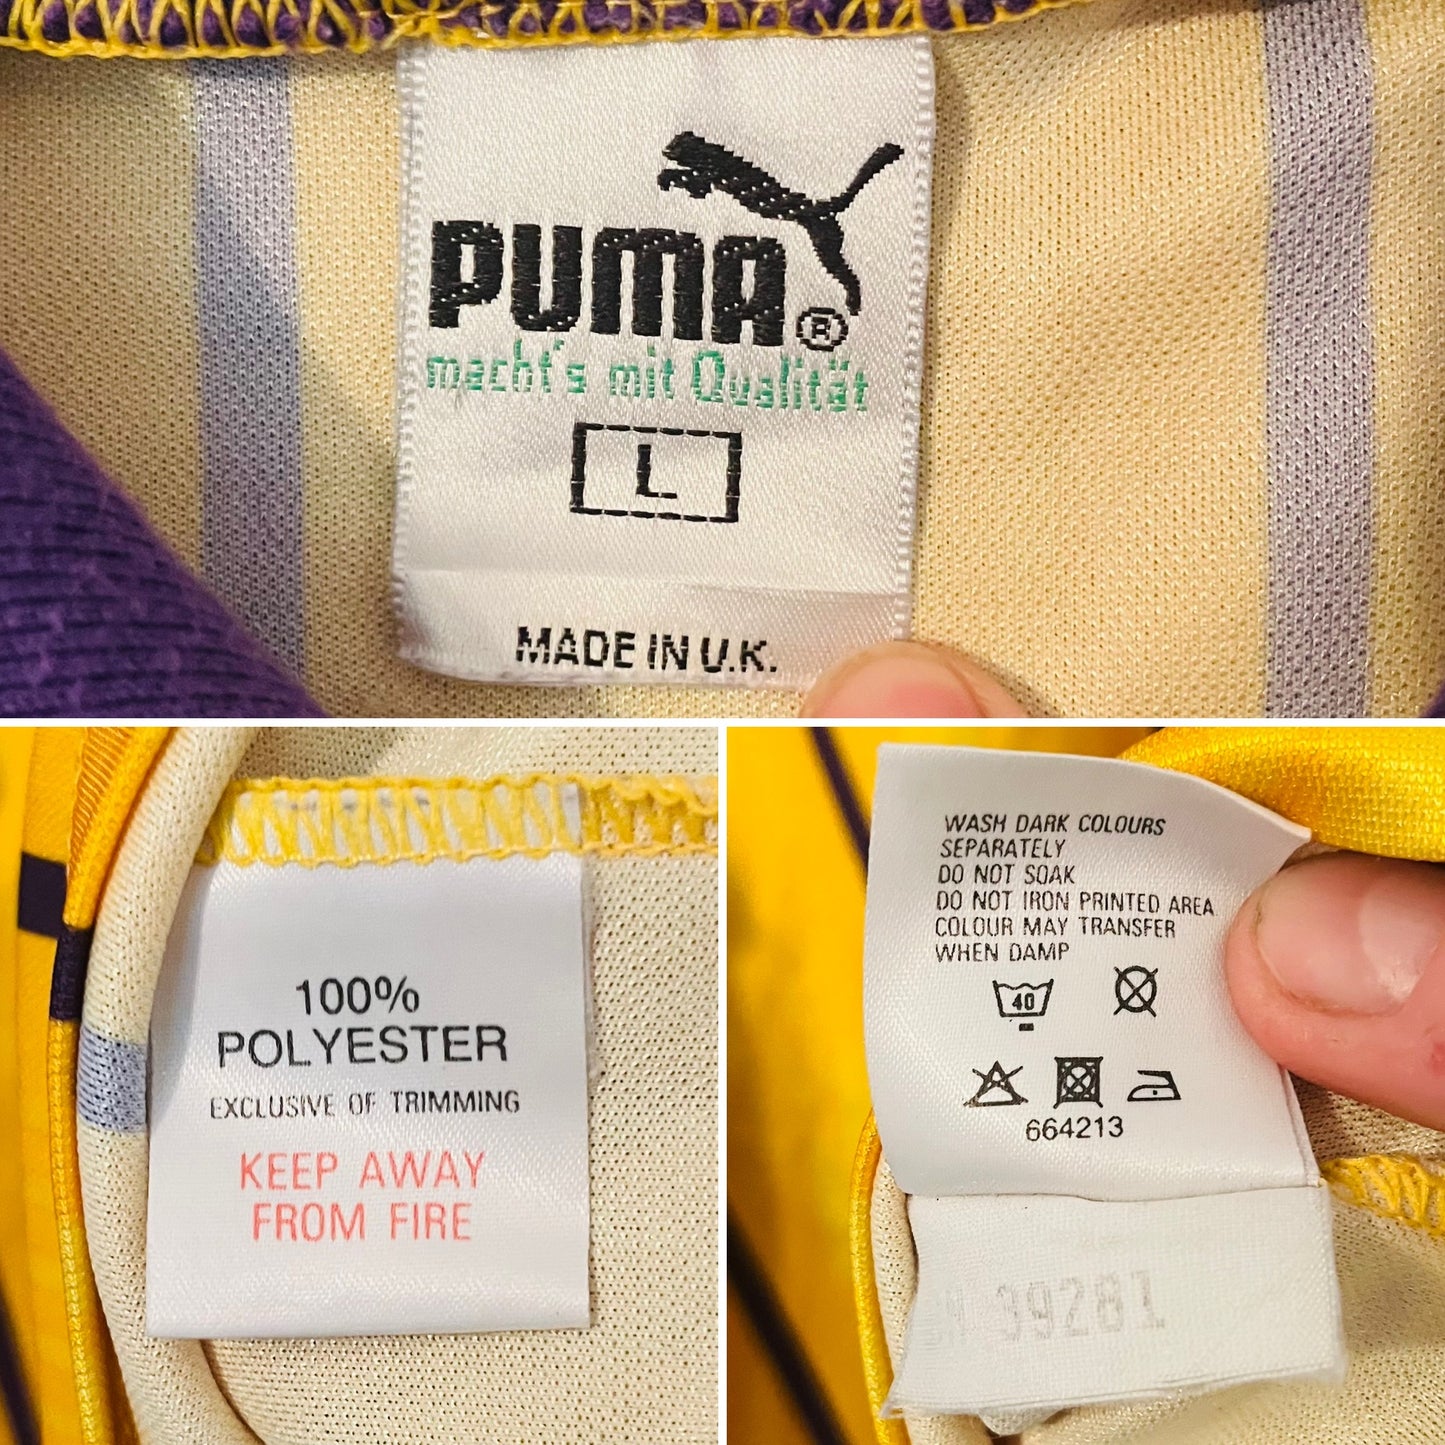 PUMA®
macht's mit Qualität
L
MADE IN U.K.
100%
POLYESTER
EXCLUSIVE OF TRIMMING
KEEP AWAY
FROM FIRE
WASH DARK COLOURS
SEPARATELY
DO NOT SOAK
DO NOT IRON PRINTED AREA
COLOUR MAY TRANSFER
WHEN DAMP
40
664213
39281